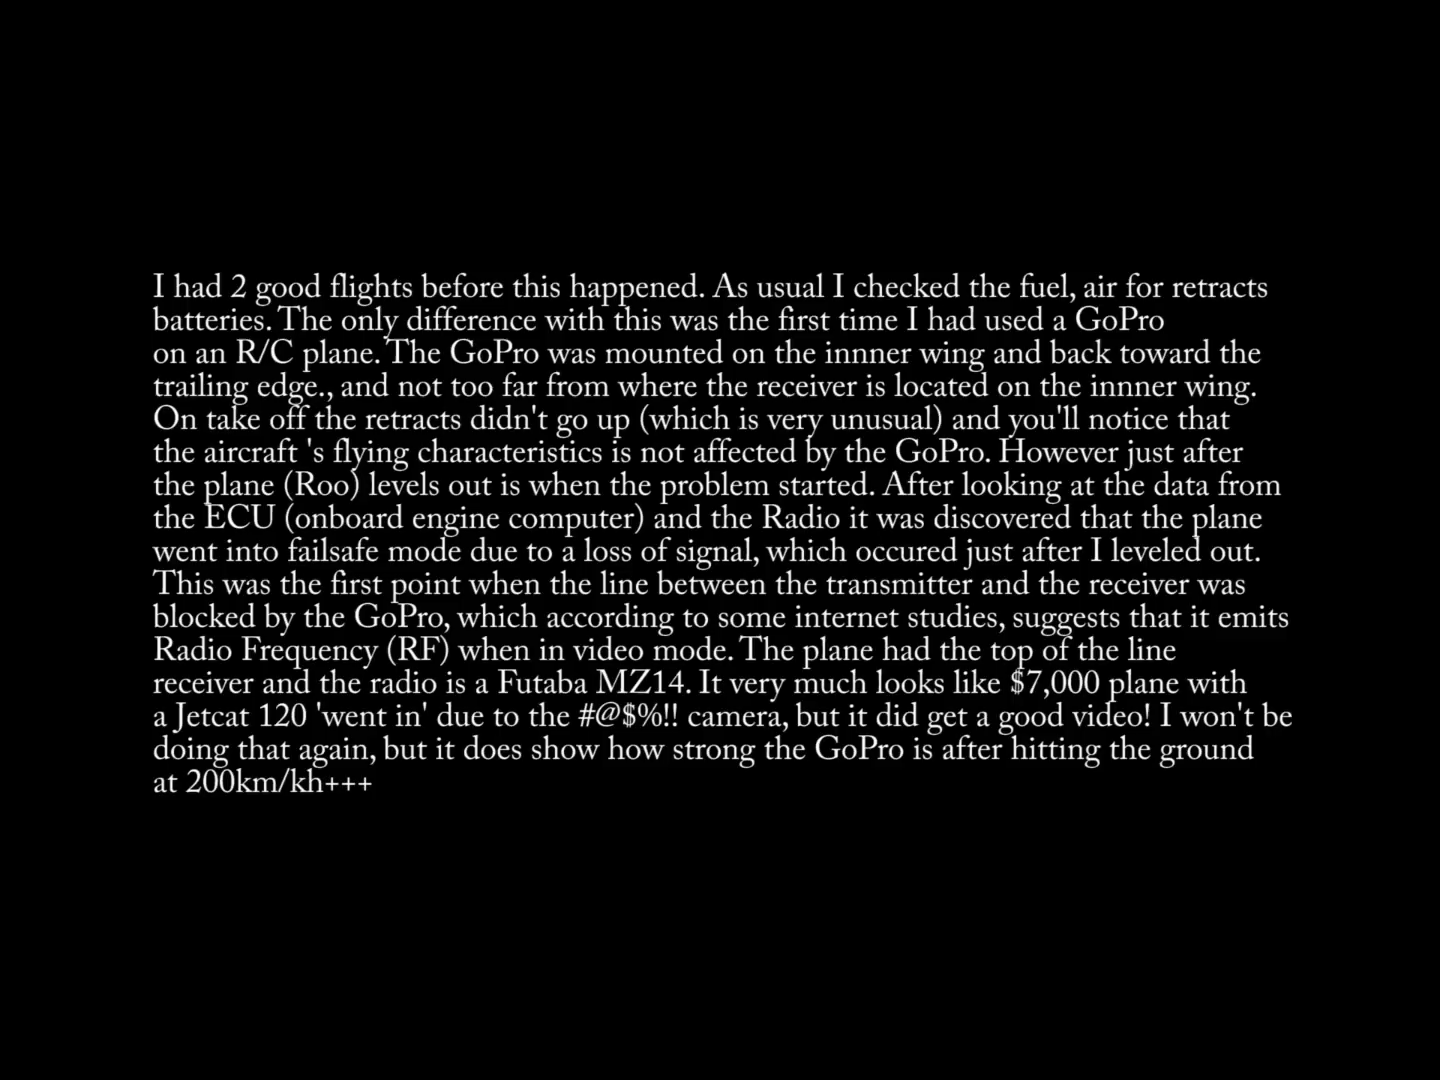 I had 2 good flights before this happened. As usual I checked the fuel, air for retracts
batteries. The only difference with this was the first time I had used a GoPro
on an R/C plane. The GoPro was mounted on the innner wing and back toward the
trailing edge., and not too far from where the receiver is located on the innner wing.
On take off the retracts didn't go up (which is very unusual) and you'll notice that
the aircraft 's flying characteristics is not affected by the GoPro. However just after
the plane (Roo) levels out is when the problem started. After looking at the data from
the ECU (onboard engine computer) and the Radio it was discovered that the plane
went into failsafe mode due to a loss of signal, which occured just after I leveled out.
This was the first point when the line between the transmitter and the receiver was
blocked by the GoPro, which according to some internet studies, suggests that it emits
Radio Frequency (RF) when in video mode. The plane had the top of the line
receiver and the radio is a Futaba MZ14. It very much looks like $7,000 plane with
a Jetcat 120 'went in' due to the #@$%!! camera, but it did get a good video! I won't be
doing that again, but it does show how strong the GoPro is after hitting the ground
at 200km/kh+++